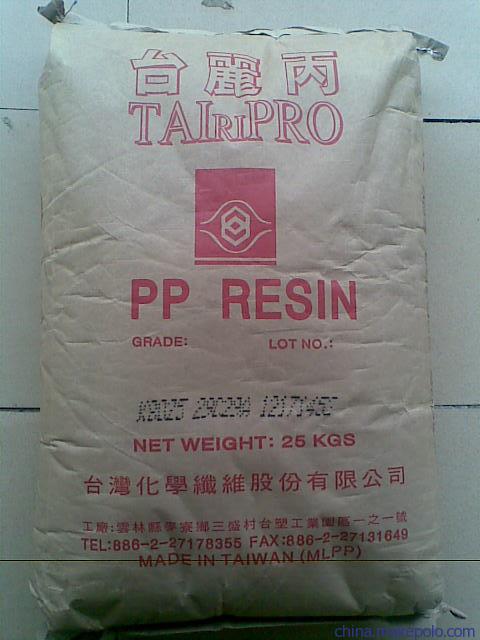 台麗丙
TAIRIPRO
PP RESIN
GRADE: LOT NO.:
K8025 29C29A
NET WEIGHT: 25 KGS
台灣化學纖維股份有限公司
工廠:雲林縣麥寮鄉三盛村台塑工業園區一之一號
TEL:886-2-27178355 FAX:886-2-27131649
MADE IN TAIWAN (MLPP)
china.makepolo.com